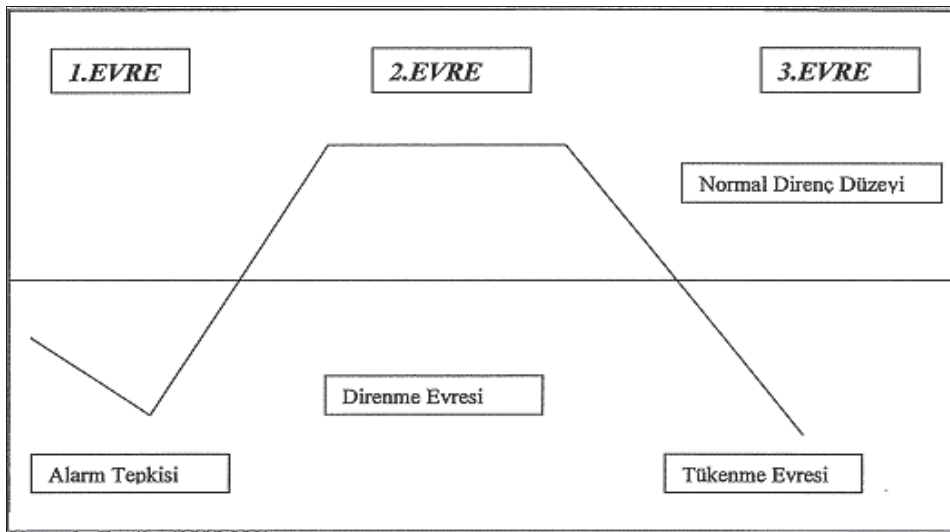 1.EVRE
2.EVRE
3.EVRE
Normal Direnç Düzeyi
Direnme Evresi
Alarm Tepkisi
Tükenme Evresi